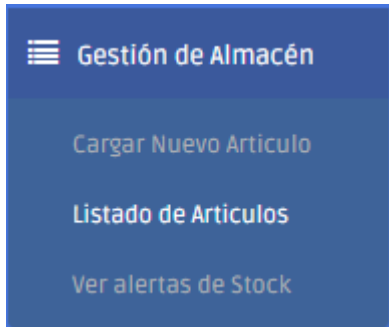 Gestión de Almacén
Cargar Nuevo Articulo
Listado de Articulos
Ver alertas de Stock